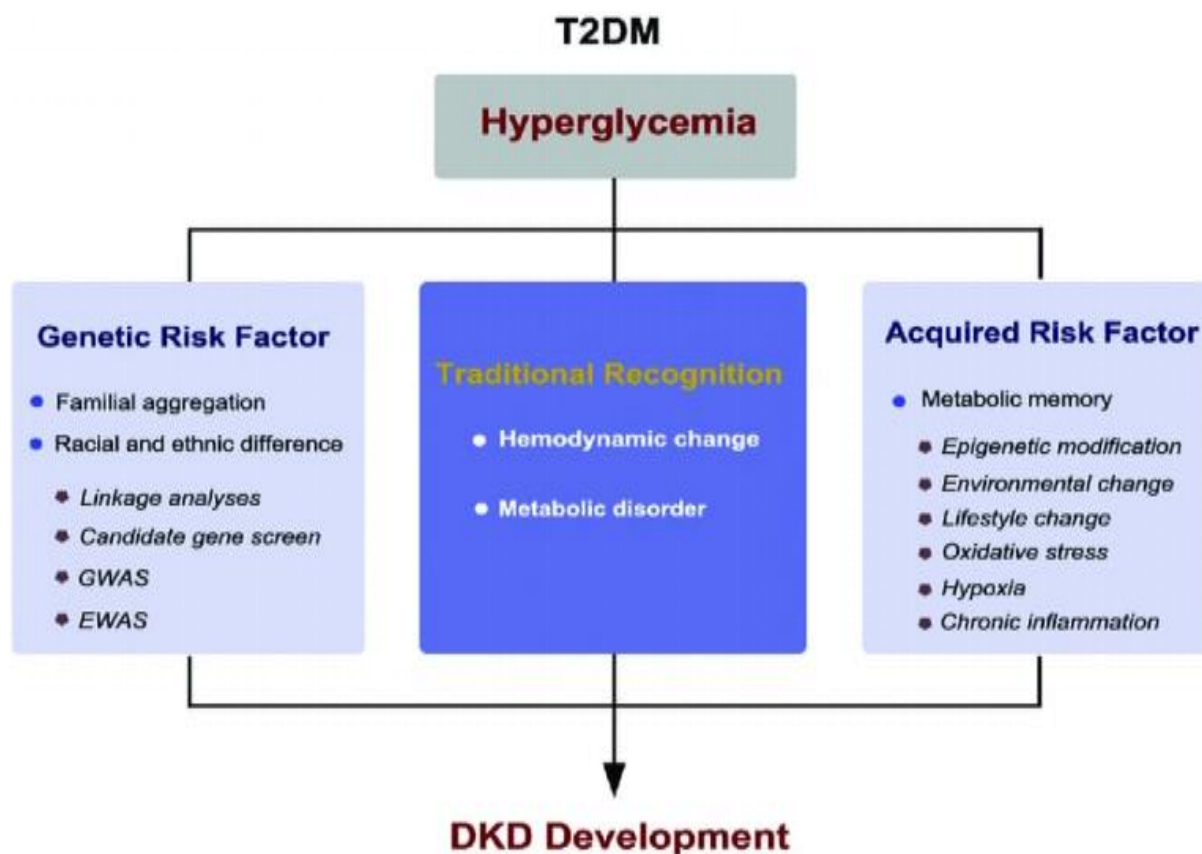 T2DM
Hyperglycemia
Genetic Risk Factor
Familial aggregation
Racial and ethnic difference
Linkage analyses
Candidate gene screen
GWAS
EWAS
Traditional Recognition
Hemodynamic change
Metabolic disorder
Acquired Risk Factor
Metabolic memory
Epigenetic modification
Environmental change
Lifestyle change
Oxidative stress
Hypoxia
Chronic inflammation
DKD Development